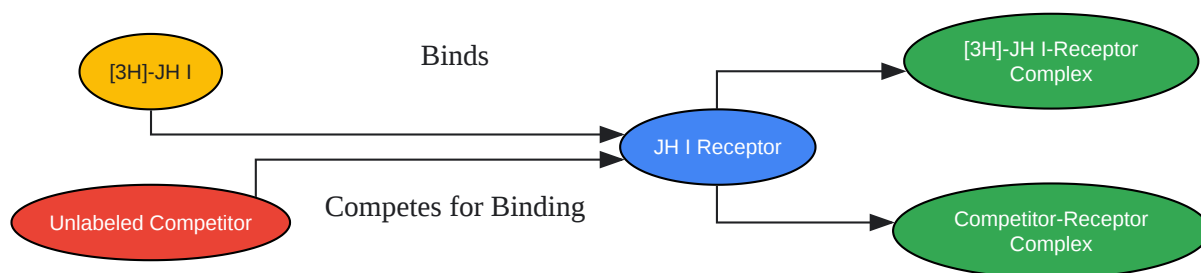 [3H]-JH I
Binds
[3H]-JH I-Receptor
Complex
JH I Receptor
Unlabeled Competitor
Competes for Binding
Competitor-Receptor
Complex